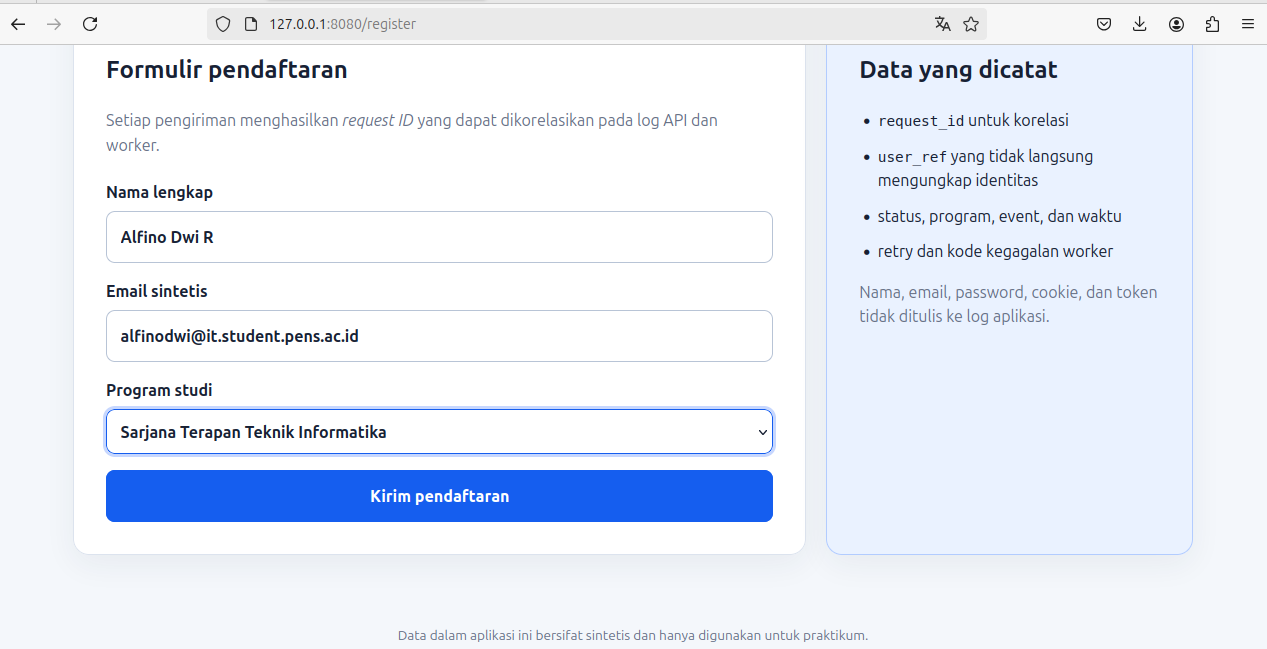 127.0.0.1:8080/register
Formulir pendaftaran
Setiap pengiriman menghasilkan request ID yang dapat dikorelasikan pada log API dan
worker.
Nama lengkap
Alfino Dwi R
Email sintetis
alfinodwi@it.student.pens.ac.id
Program studi
Sarjana Terapan Teknik Informatika
Kirim pendaftaran
Data yang dicatat
• request_id untuk korelasi
• user_ref yang tidak langsung
mengungkap identitas
• status, program, event, dan waktu
• retry dan kode kegagalan worker
Nama, email, password, cookie, dan token
tidak ditulis ke log aplikasi.
Data dalam aplikasi ini bersifat sintetis dan hanya digunakan untuk praktikum.